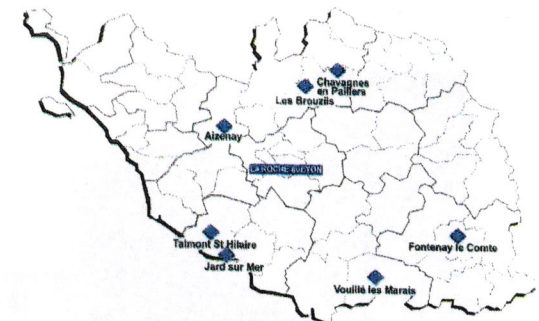 Chavagnes
en Paillers
Les Brouzils
Aizenay
LA ROCHE SUR YON
Talmont St Hilaire
Jard sur Mer
Fontenay le Comte
Vouillé les Marais